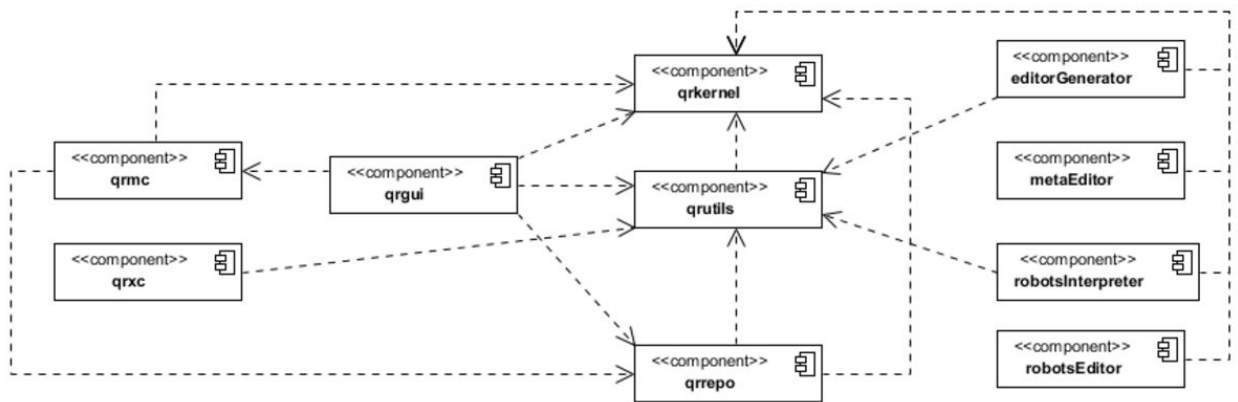 <<component>>
qrkernel
<<component>>
editorGenerator
<<component>>
qrmc
<<component>>
qrgui
<<component>>
qrutils
<<component>>
metaEditor
<<component>>
qrxc
<<component>>
robotsInterpreter
<<component>>
qrrepo
<<component>>
robotsEditor